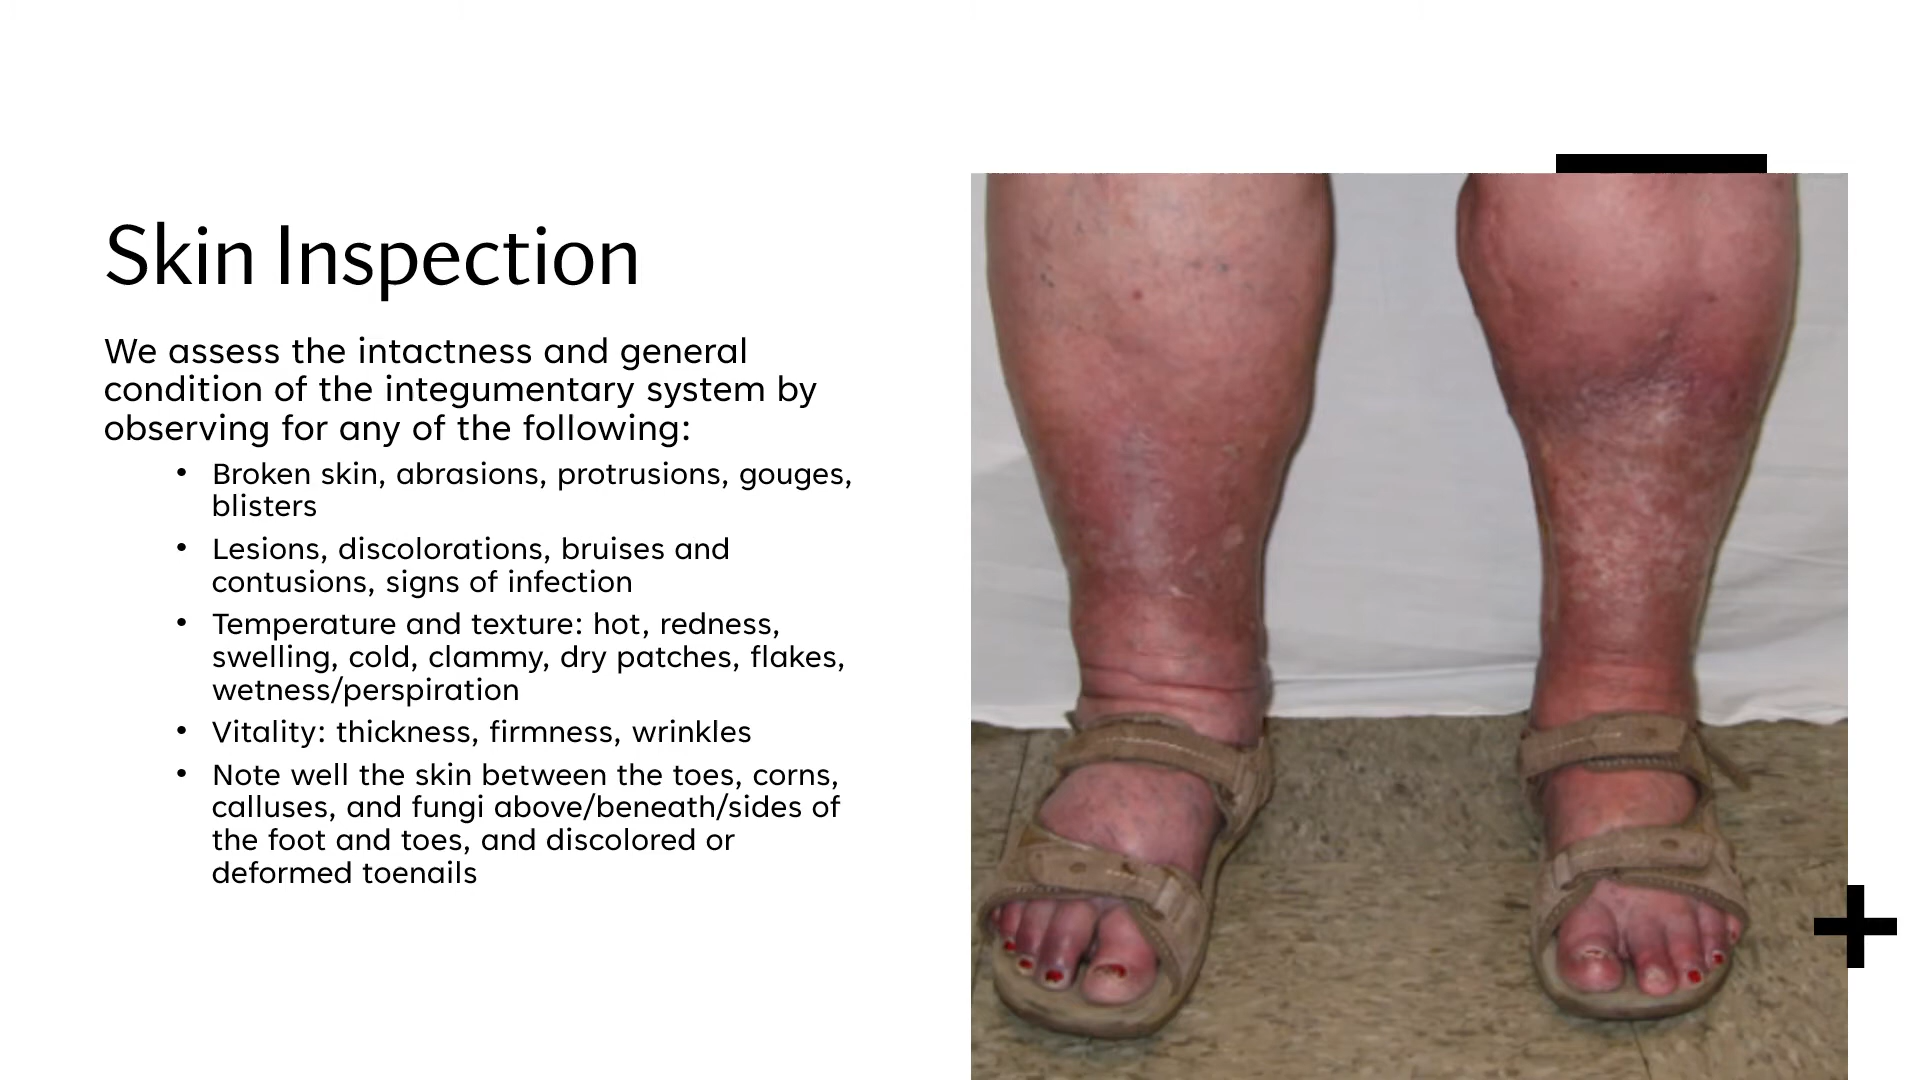 Skin Inspection
We assess the intactness and general
condition of the integumentary system by
observing for any of the following:
• Broken skin, abrasions, protrusions, gouges,
blisters
• Lesions, discolorations, bruises and
contusions, signs of infection
• Temperature and texture: hot, redness,
swelling, cold, clammy, dry patches, flakes,
wetness/perspiration
• Vitality: thickness, firmness, wrinkles
• Note well the skin between the toes, corns,
calluses, and fungi above/beneath/sides of
the foot and toes, and discolored or
deformed toenails